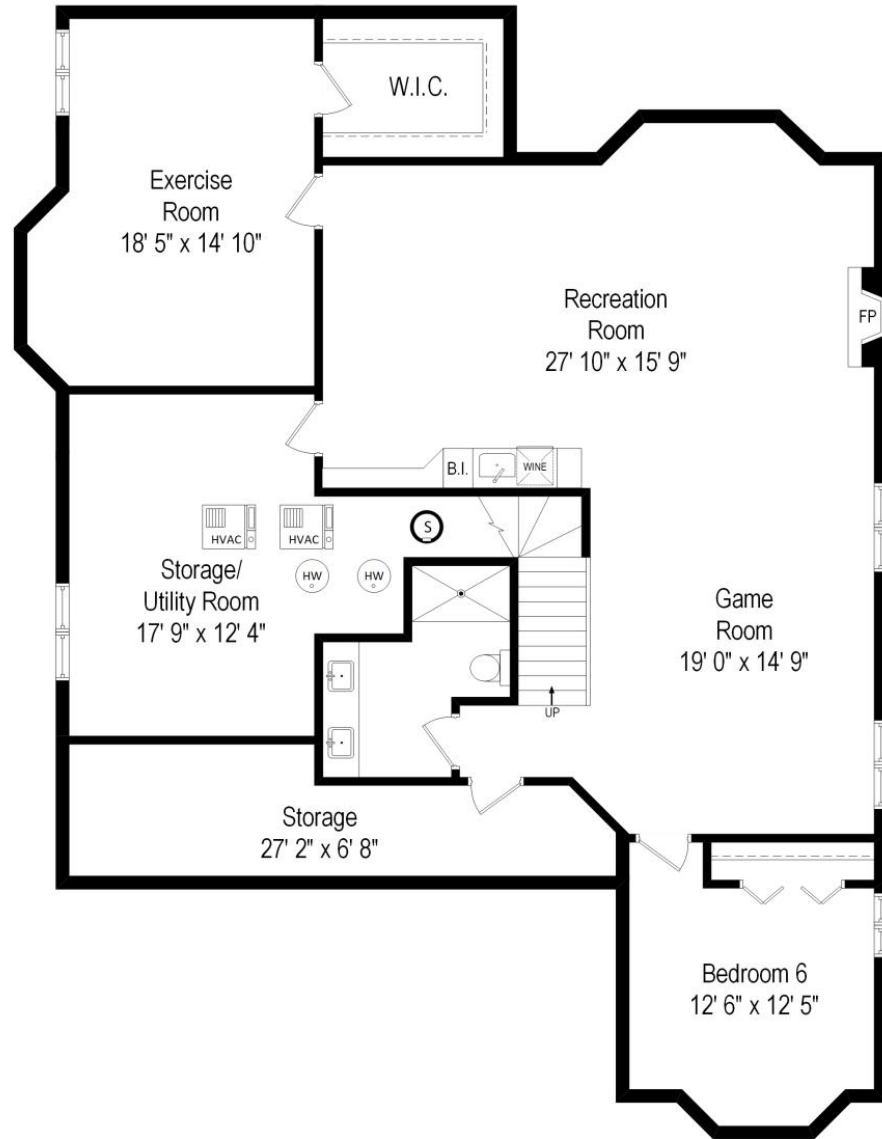 W.I.C.
Exercise
Room
18' 5" x 14' 10"
Recreation
Room
27' 10" x 15' 9"
FP
B.I.
WINE
HVAC
HVAC
S
HW
HW
Storage/
Utility Room
17' 9" x 12' 4"
Game
Room
19' 0" x 14' 9"
UP
Storage
27' 2" x 6' 8"
Bedroom 6
12' 6" x 12' 5"